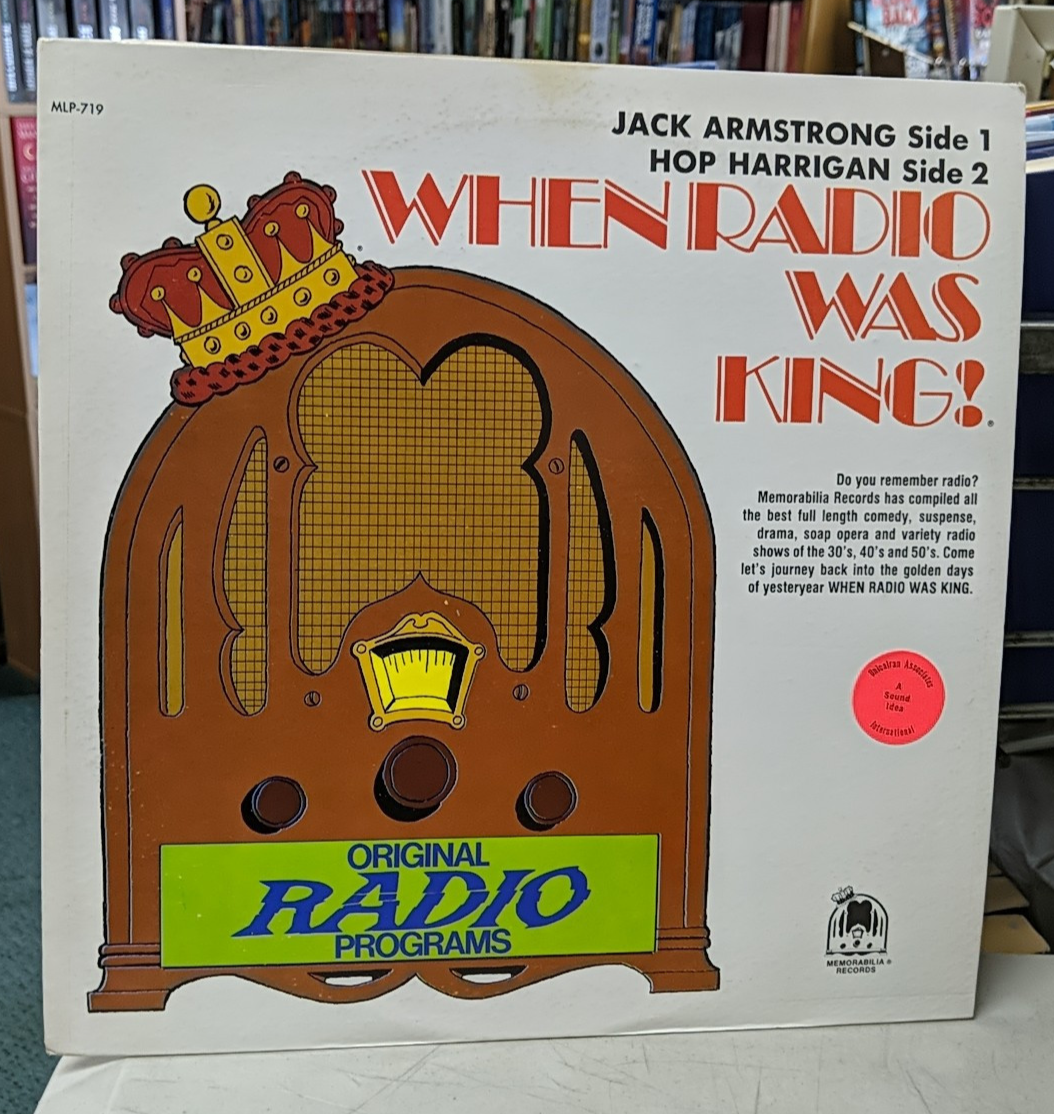 MLP-719
JACK ARMSTRONG Side 1
HOP HARRIGAN Side 2
WHEN RADIO
WAS
KING!
Do you remember radio?
Memorabilia Records has compiled all
the best full length comedy, suspense,
drama, soap opera and variety radio
shows of the 30's, 40's and 50's. Come
let's journey back into the golden days
of yesteryear WHEN RADIO WAS KING.
Associates
A
Sound
Idea
International
ORIGINAL
RADIO
PROGRAMS
MEMORABILIA ®
RECORDS